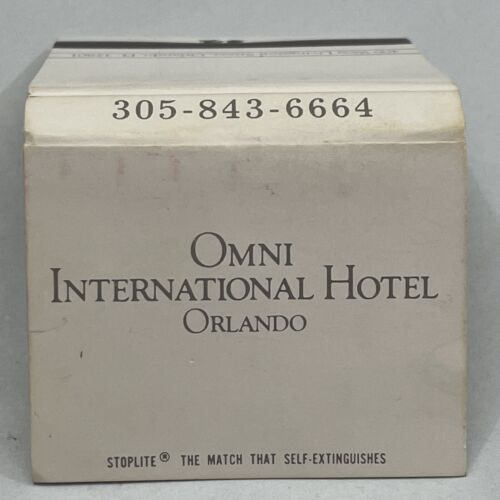 305-843-6664
OMNI
INTERNATIONAL HOTEL
ORLANDO
STOPLITE® THE MATCH THAT SELF-EXTINGUISHES